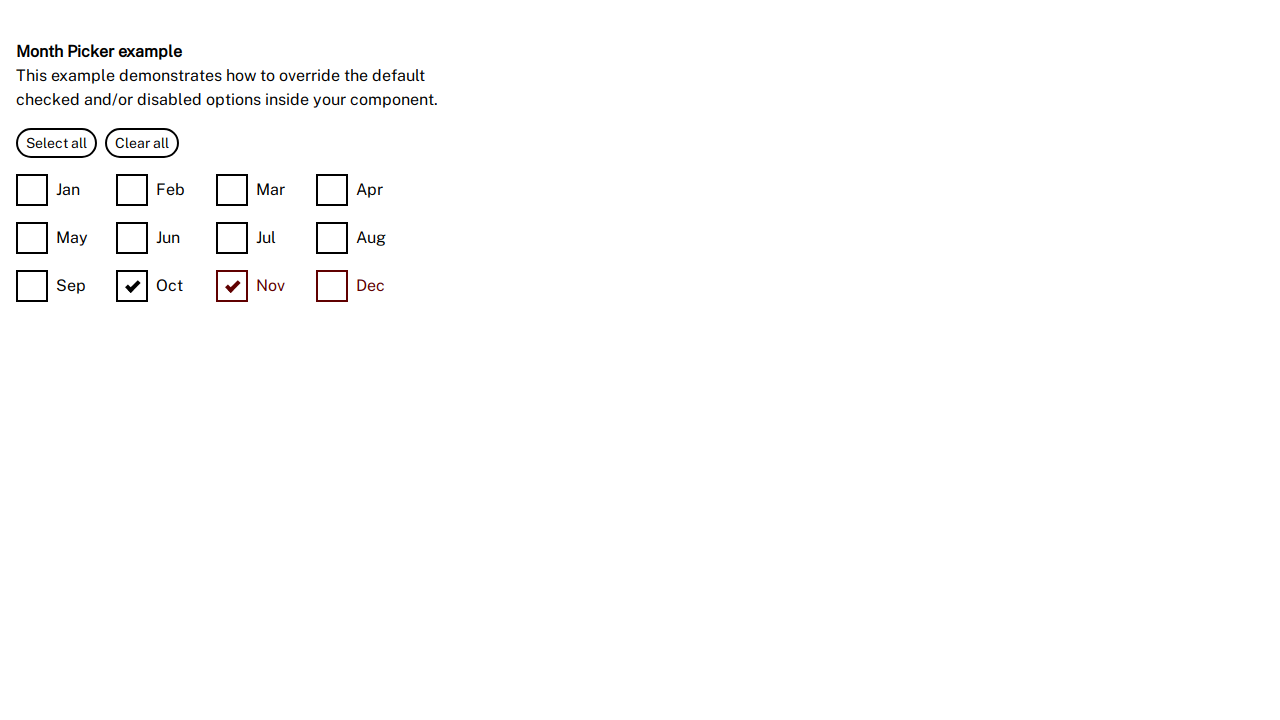 Month Picker example
This example demonstrates how to override the default
checked and/or disabled options inside your component.
Select all Clear all
Jan Feb Mar Apr
May Jun Jul Aug
Sep Oct Nov Dec